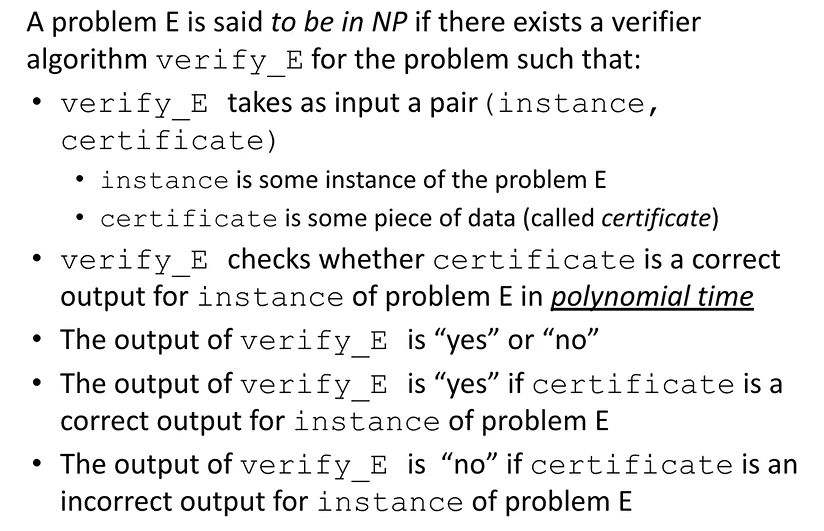 A problem E is said to be in NP if there exists a verifier
algorithm verify_E for the problem such that:
• verify_E takes as input a pair (instance,
certificate)
• instance is some instance of the problem E
• certificate is some piece of data (called certificate)
• verify_E checks whether certificate is a correct
output for instance of problem E in polynomial time
• The output of verify_E is “yes” or “no”
• The output of verify_E is “yes” if certificate is a
correct output for instance of problem E
• The output of verify_E is “no” if certificate is an
incorrect output for instance of problem E